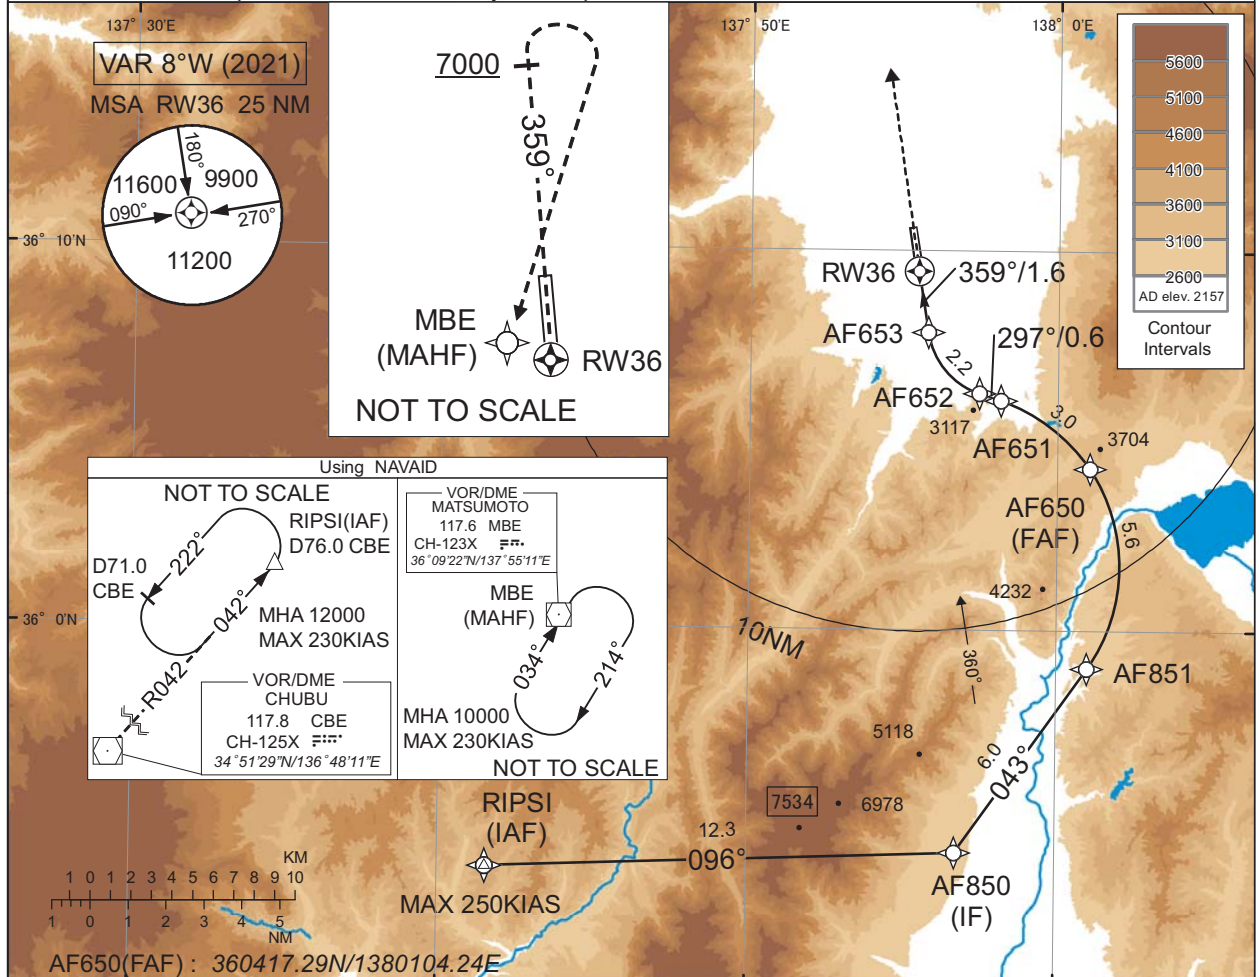 137° 30'E
137° 50'E
138° 0'E
VAR 8°W (2021)
MSA RW36 25 NM
180°
11600
9900
090°
270°
11200
36° 10'N
7000
359°
MBE
(MAHF)
RW36
NOT TO SCALE
5600
5100
4600
4100
3600
3100
2600
AD elev. 2157
Contour
Intervals
RW36
359°/1.6
AF653
297°/0.6
2.2
AF652
3117
3.0
AF651
3704
AF650
(FAF)
5.6
4232
10NM
360°
AF851
5118
6.0
043°
7534
6978
12.3
096°
RIPSI
(IAF)
MAX 250KIAS
AF850
(IF)
Using NAVAID
NOT TO SCALE
RIPSI(IAF)
D76.0 CBE
222°
D71.0
CBE
042°
MHA 12000
MAX 230KIAS
R042
VOR/DME
CHUBU
117.8 CBE
CH-125X
34°51'29"N/136°48'11"E
VOR/DME
MATSUMOTO
117.6 MBE
CH-123X
36°09'22"N/137°55'11"E
MBE
(MAHF)
034°
214°
MHA 10000
MAX 230KIAS
NOT TO SCALE
36° 0'N
KM
1 0 1 2 3 4 5 6 7 8 9 10
1 0 1 2 3 4 5
NM
AF650(FAF) : 360417.29N/1380104.24E